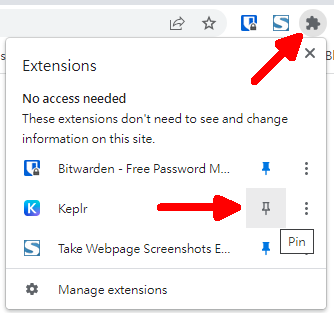 Extensions
No access needed
These extensions don't need to see and change
information on this site.
Bitwarden - Free Password M...
Keplr
Pin
Take Webpage Screenshots E...
Manage extensions